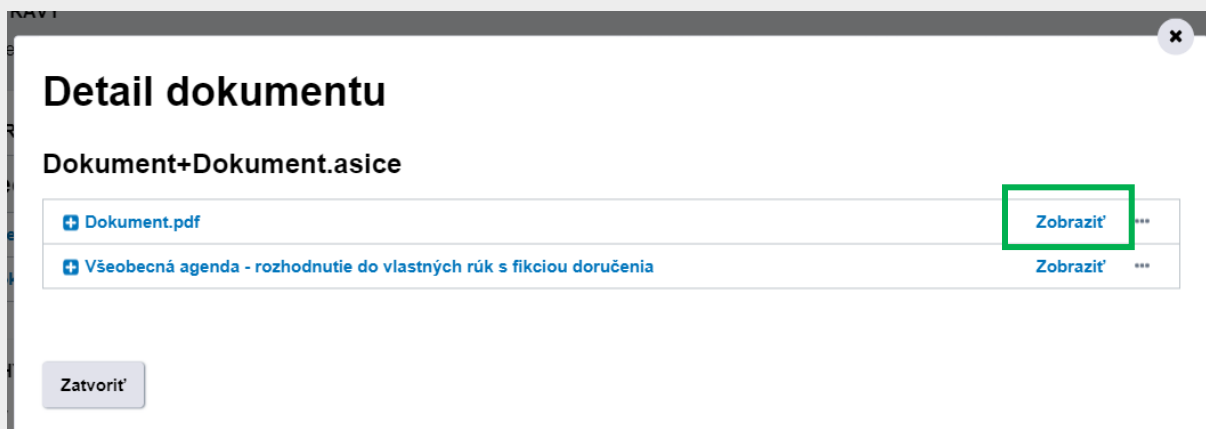 Detail dokumentu
Dokument+Dokument.asice
Dokument.pdf Zobraziť ...
Všeobecná agenda - rozhodnutie do vlastných rúk s fikciou doručenia Zobraziť ...
Zatvoriť